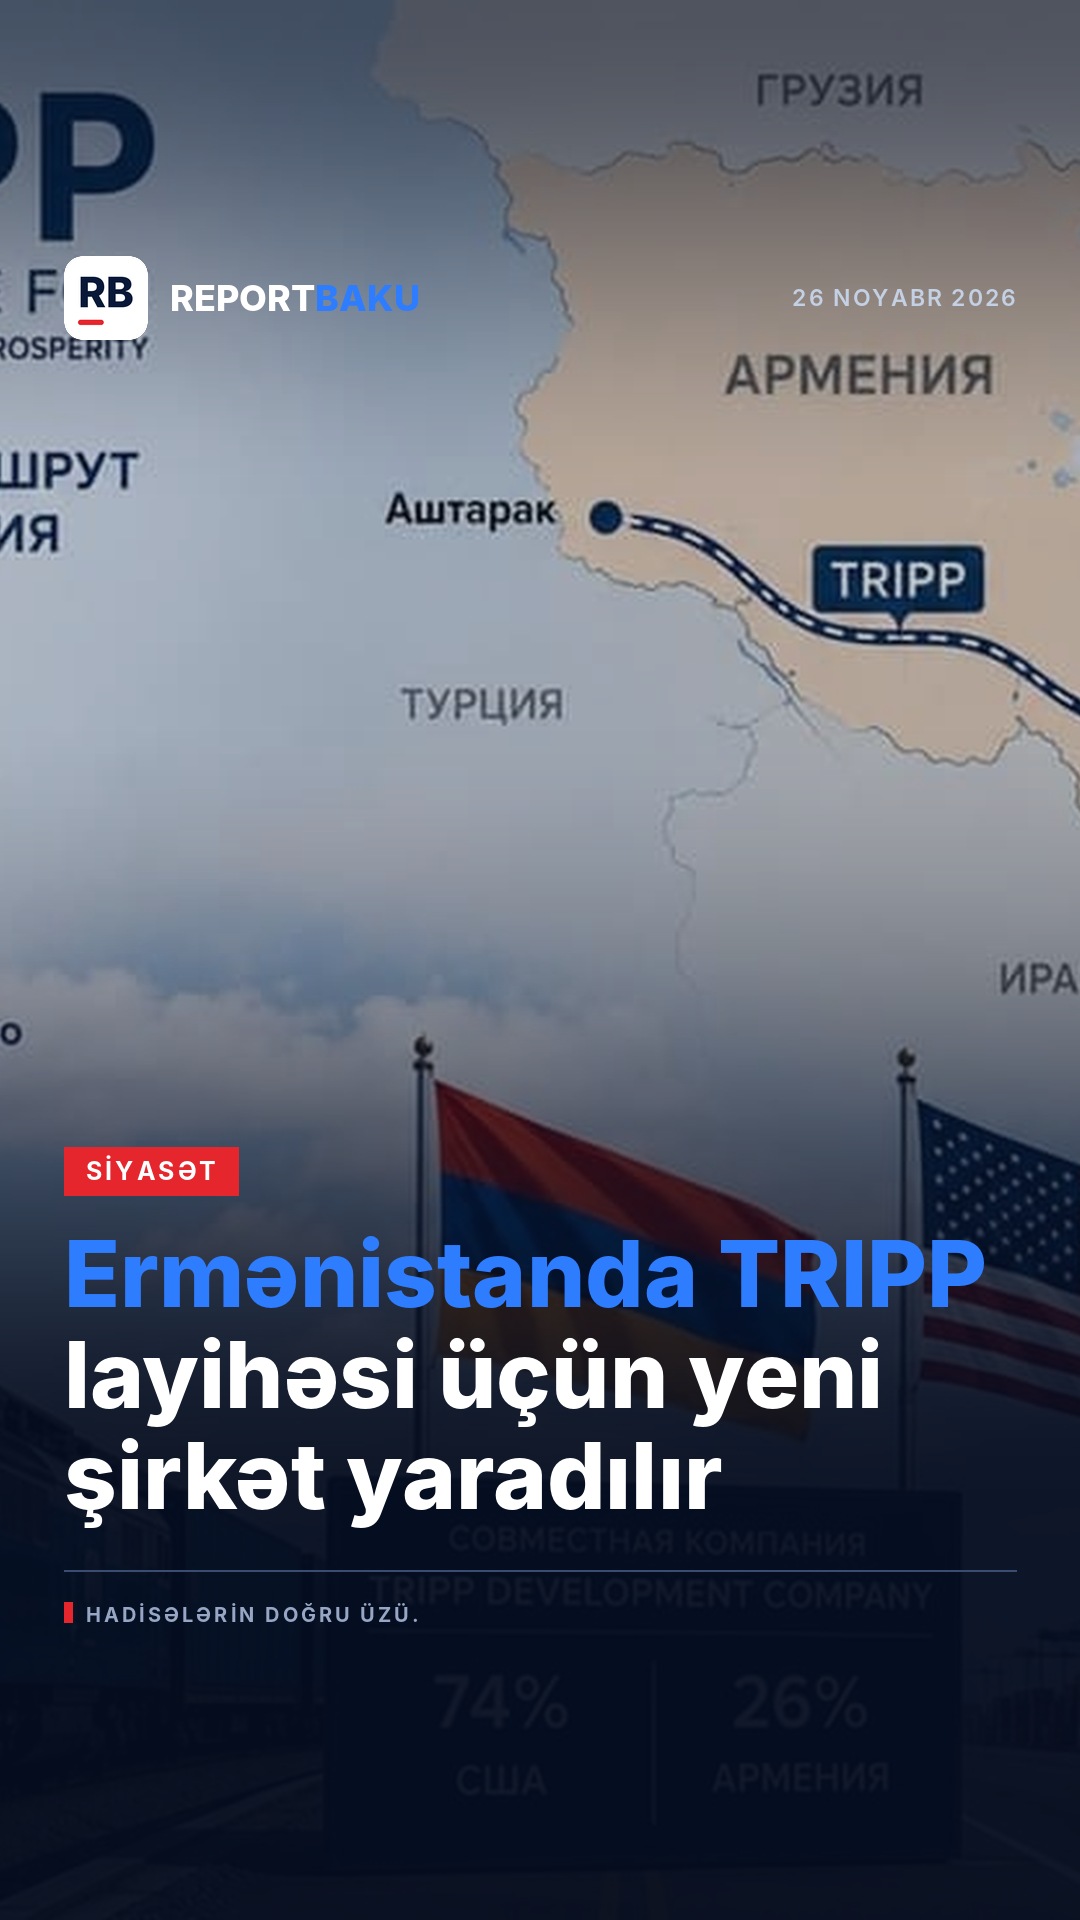 ГРУЗИЯ
PP
E F
RB
REPORTBAKU
26 NOYABR 2026
ROSPERITY
АРМЕНИЯ
ШРУТ
ИЯ
Аштарак
TRIPP
ТУРЦИЯ
ИРА
о
SİYASƏT
Ermənistanda TRIPP
layihəsi üçün yeni
şirkət yaradılır
СОВМЕСТНАЯ КОМПАНИЯ
TRIPP DEVELOPMENT COMPANY
HADİSƏLƏRİN DOĞRU ÜZÜ.
74%
26%
США
АРМЕНИЯ